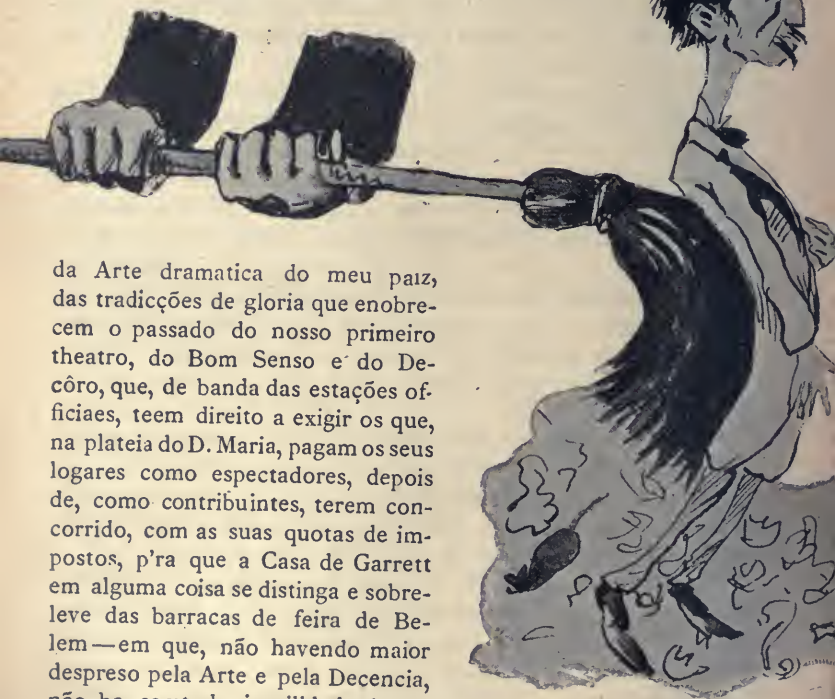 da Arte dramatica do meu paiz,
das tradicções de gloria que enobre-
cem o passado do nosso primeiro
theatro, do Bom Senso e do De-
côro, que, de banda das estações of-
ficiaes, teem direito a exigir os que,
na plateia do D. Maria, pagam os seus
logares como espectadores, depois
de, como contribuintes, terem con-
corrido, com as suas quotas de im-
postos, p'ra que a Casa de Garrett
em alguma coisa se distinga e sobre-
leve das barracas de feira de Be-
lem—em que, não havendo maior
despreso pela Arte e pela Decencia,
não